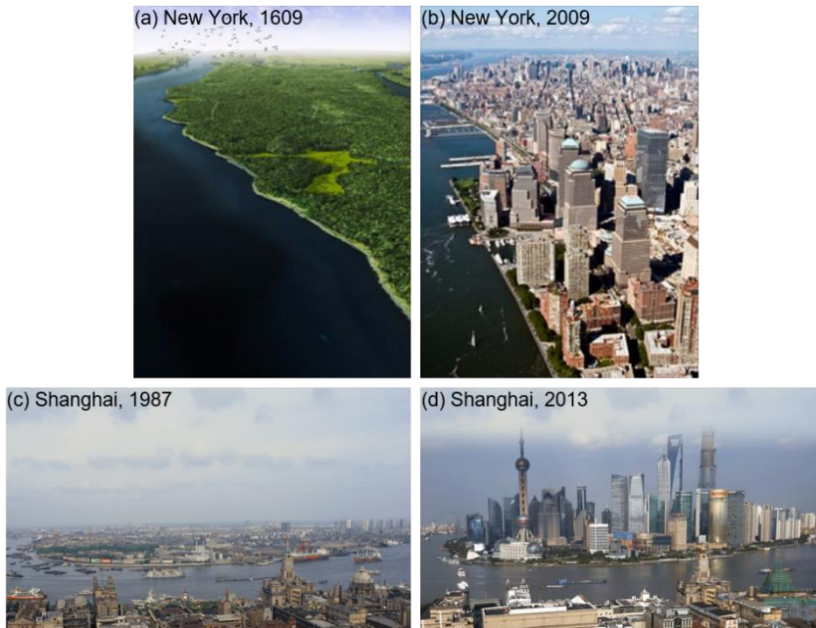 (a) New York, 1609
(b) New York, 2009
(c) Shanghai, 1987
(d) Shanghai, 2013